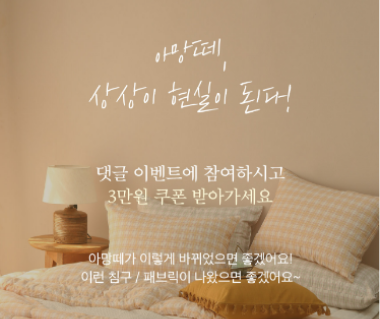 아망떼,
상상이 현실이 된다!
댓글 이벤트에 참여하시고
3만원 쿠폰 받아가세요
아망떼가 이렇게 바뀌었으면 좋겠어요!
이런 침구 / 패브릭이 나왔으면 좋겠어요~